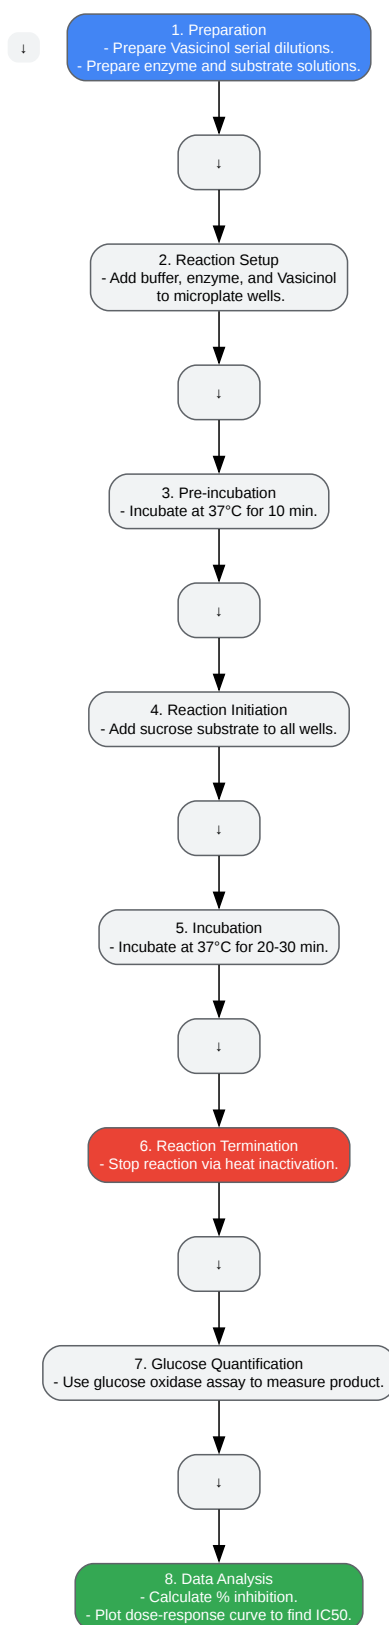 1. Preparation
- Prepare Vasicinol serial dilutions.
- Prepare enzyme and substrate solutions.
↓
↓
2. Reaction Setup
- Add buffer, enzyme, and Vasicinol
to microplate wells.
↓
3. Pre-incubation
- Incubate at 37°C for 10 min.
↓
4. Reaction Initiation
- Add sucrose substrate to all wells.
↓
5. Incubation
- Incubate at 37°C for 20-30 min.
↓
6. Reaction Termination
- Stop reaction via heat inactivation.
↓
7. Glucose Quantification
- Use glucose oxidase assay to measure product.
↓
8. Data Analysis
- Calculate % inhibition.
- Plot dose-response curve to find IC50.